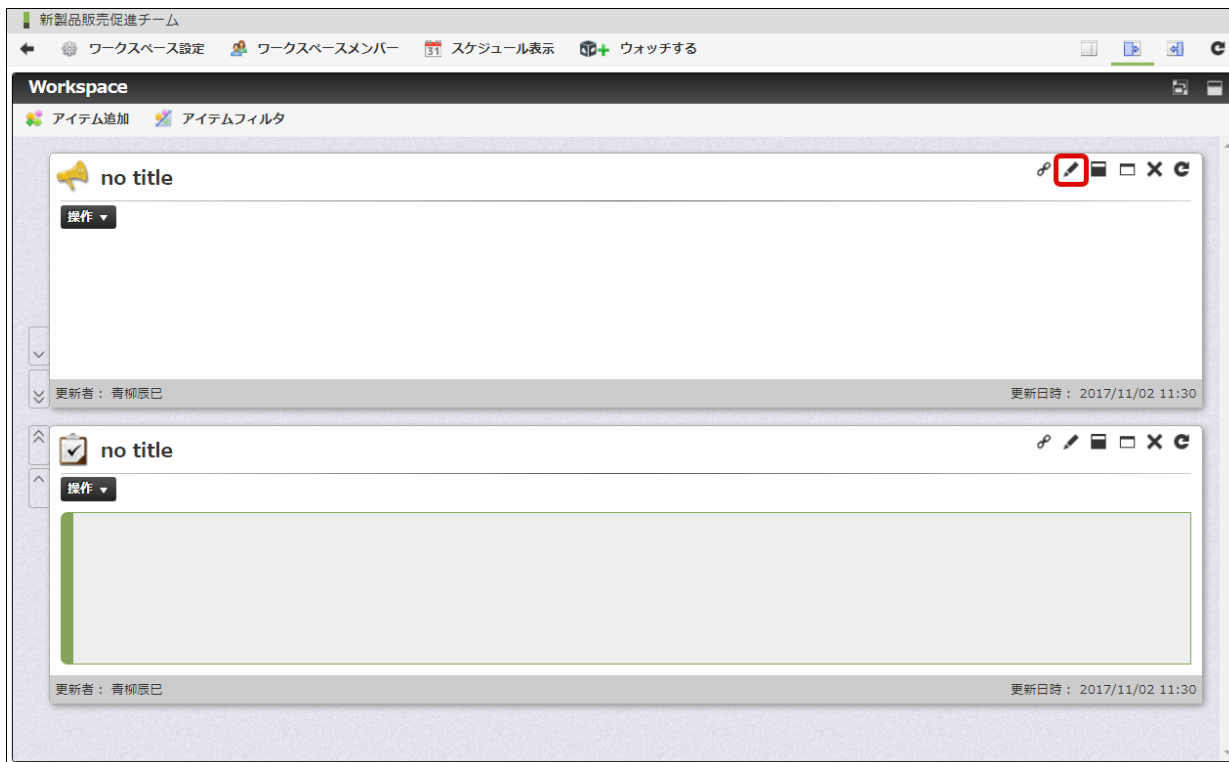 新製品販売促進チーム
ワークスペース設定 ワークスペースメンバー 31 スケジュール表示 ウォッチする
Workspace
アイテム追加 アイテムフィルタ
no title
操作
更新者： 青柳辰巳 更新日時： 2017/11/02 11:30
no title
操作
更新者： 青柳辰巳 更新日時： 2017/11/02 11:30